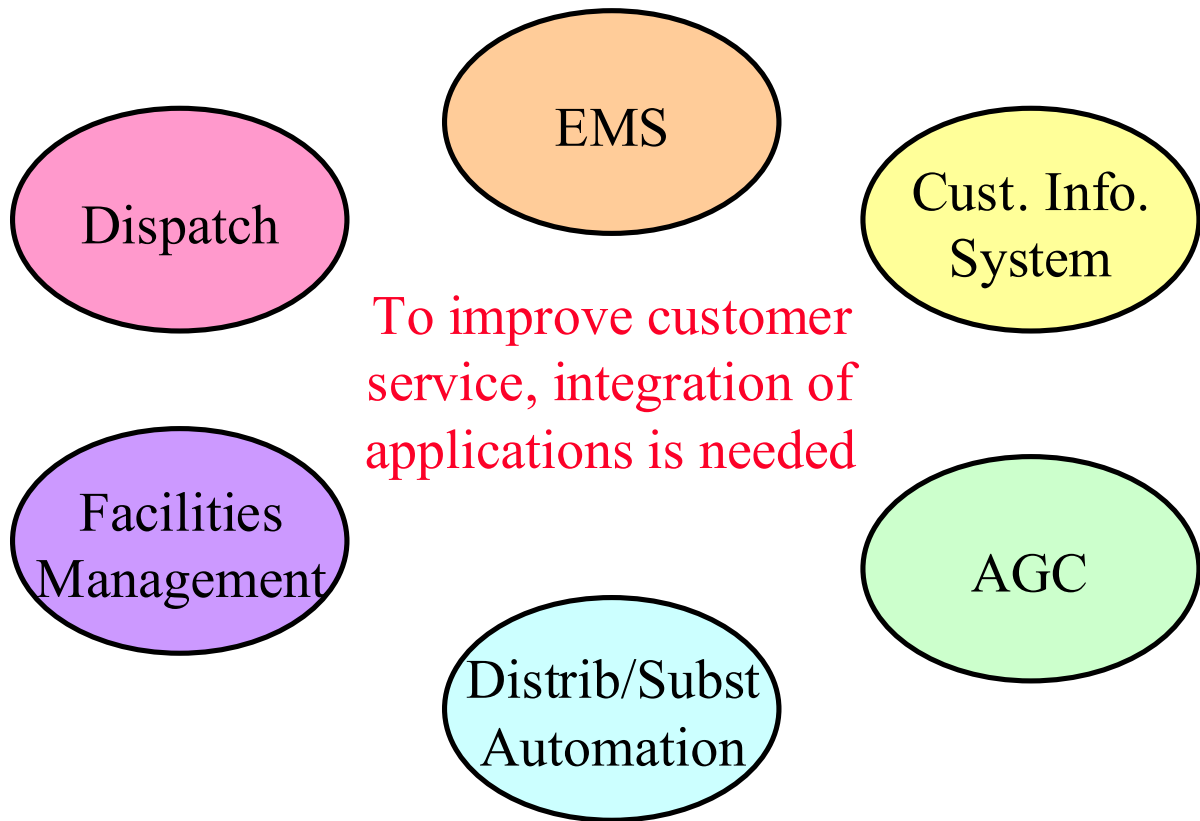 EMS
Dispatch
Cust. Info.
System
To improve customer
service, integration of
applications is needed
Facilities
Management
AGC
Distrib/Subst
Automation